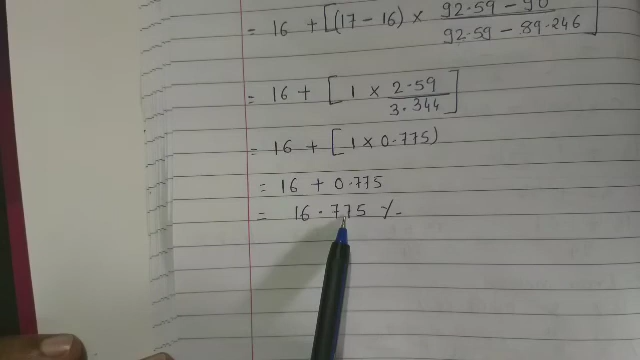 = 16 + [(17 - 16) × 92.59 - 90 / 92.59 - 89.246]
= 16 + [1 × 2.59 / 3.344]
= 16 + [1 × 0.775)
= 16 + 0.775
= 16.775 %